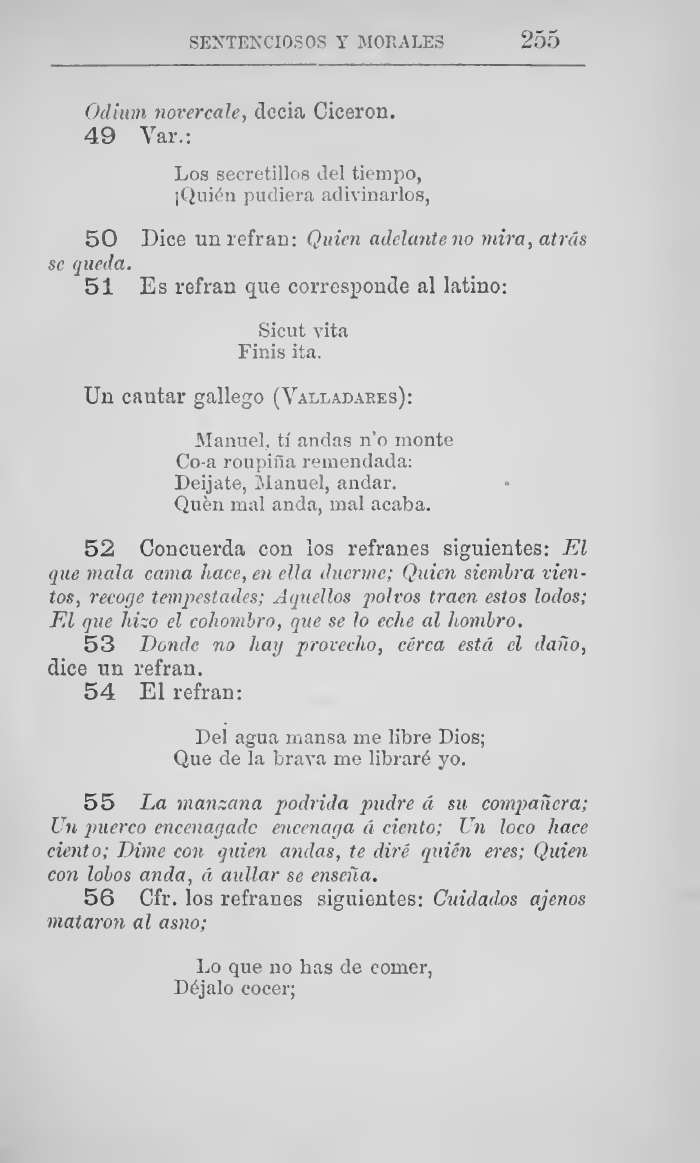 SENTENCIOSOS Y MORALES 255
Odium novercale, decia Ciceron.
49 Var.:
Los secretillos del tiempo,
¡Quién pudiera adivinarlos,
50 Dice un refran: Quien adelante no mira, atrás
se queda.
51 Es refran que corresponde al latino:
Sicut vita
Finis ita.
Un cantar gallego (VALLADARES):
Manuel, tí andas n'o monte
Co-a roupiña remendada:
Deijate, Manuel, andar.
Quèn mal anda, mal acaba.
52 Concuerda con los refranes siguientes: El
que mala cama hace, en ella duerme; Quien siembra vien-
tos, recoge tempestades; Aquellos polvos traen estos lodos;
El que hizo el cohombro, que se lo eche al hombro.
53 Donde no hay provecho, cérca está el daño,
dice un refran.
54 El refran:
Del agua mansa me libre Dios;
Que de la brava me libraré yo.
55 La manzana podrida pudre á su compañera;
Un puerco encenagado encenaga á ciento; Un loco hace
ciento; Dime con quien andas, te diré quién eres; Quien
con lobos anda, á aullar se enseña.
56 Cfr. los refranes siguientes: Cuidados ajenos
mataron al asno;
Lo que no has de comer,
Déjalo cocer;